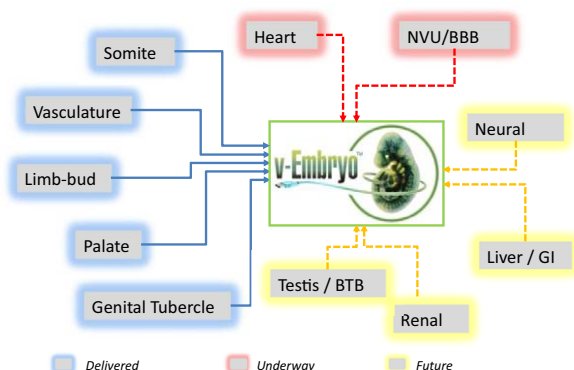 Heart
NVU/BBB
Somite
Vasculature
Neural
v-Embryo™
Limb-bud
Palate
Liver / GI
Testis / BTB
Genital Tubercle
Renal
Delivered
Underway
Future